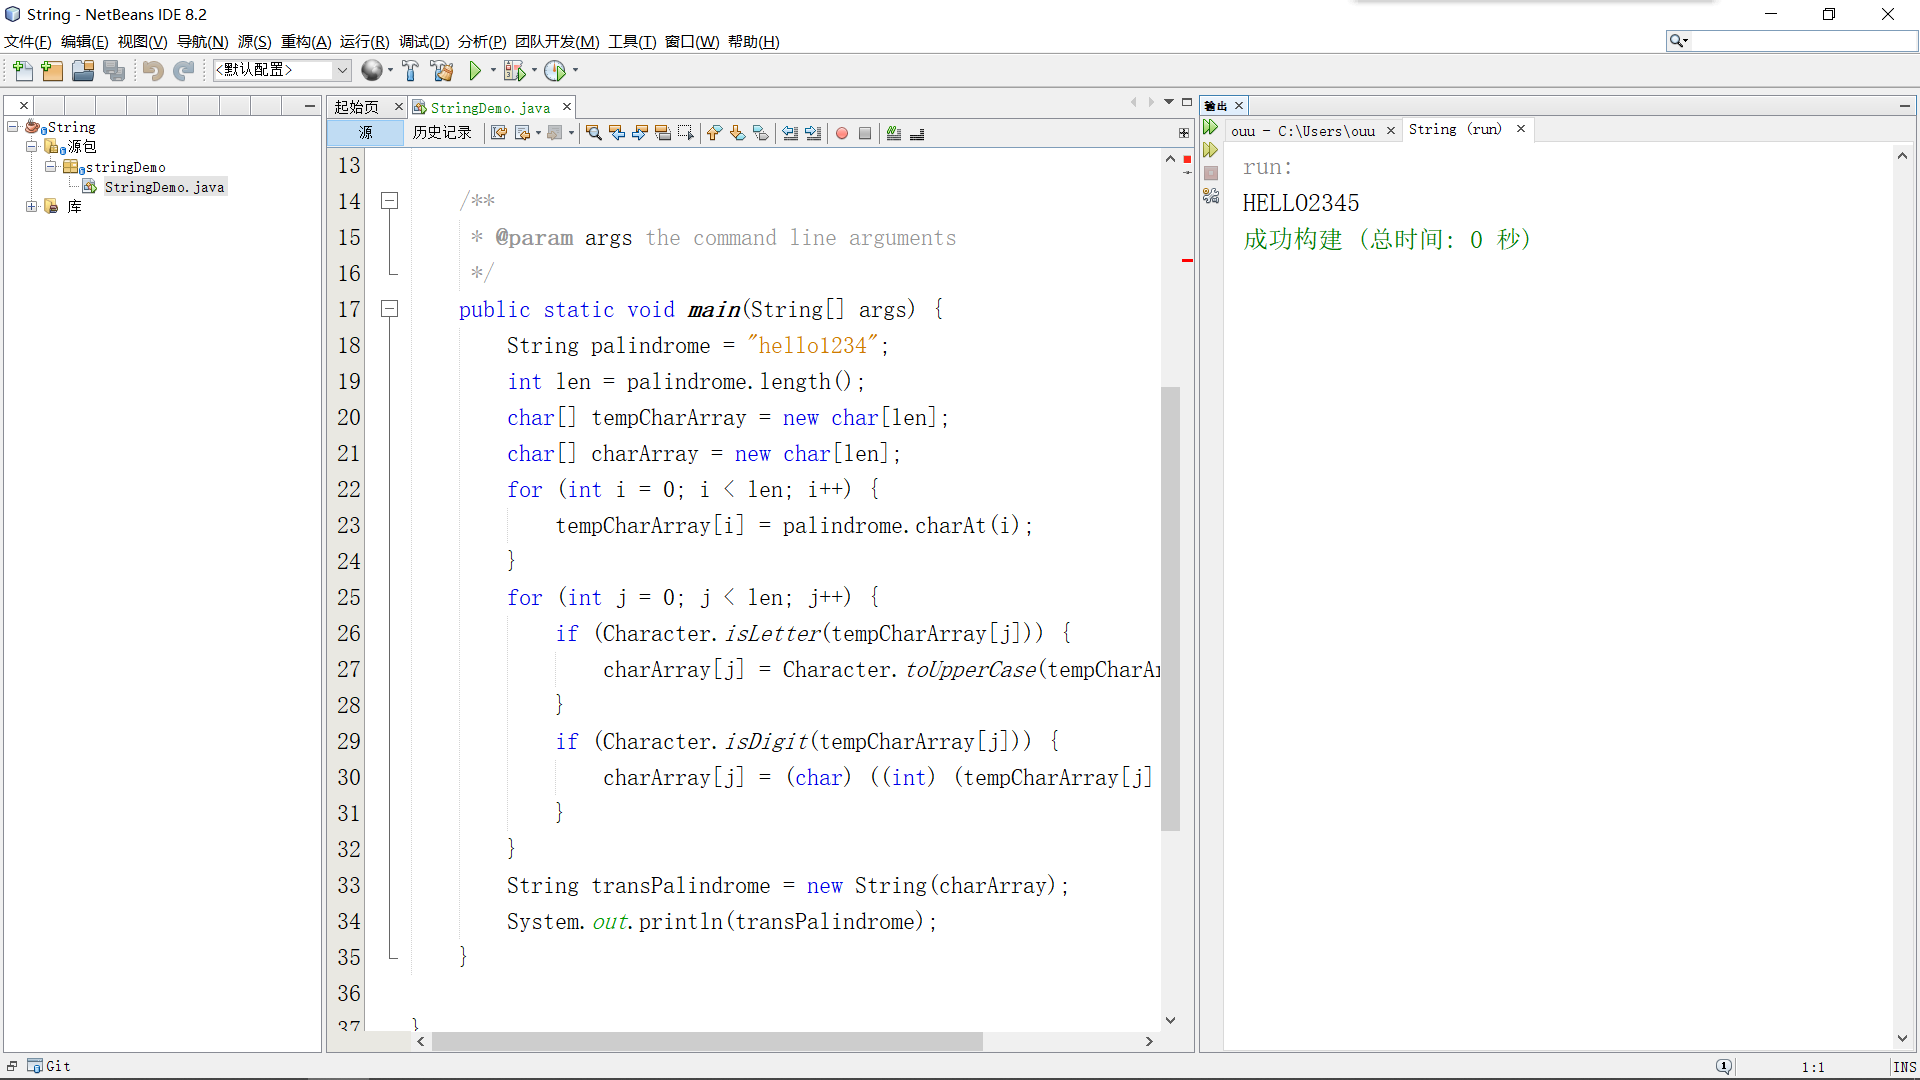 String - NetBeans IDE 8.2
文件(F) 编辑(E) 视图(V) 导航(N) 源(S) 重构(A) 运行(R) 调试(D) 分析(P) 团队开发(M) 工具(T) 窗口(W) 帮助(H)
<默认配置>
String
源包
stringDemo
StringDemo.java
库
起始页
StringDemo.java
源 历史记录
13
14 /**
15 * @param args the command line arguments
16 */
17 public static void main(String[] args) {
18 String palindrome = "hello1234";
19 int len = palindrome.length();
20 char[] tempCharArray = new char[len];
21 char[] charArray = new char[len];
22 for (int i = 0; i < len; i++) {
23 tempCharArray[i] = palindrome.charAt(i);
24 }
25 for (int j = 0; j < len; j++) {
26 if (Character.isLetter(tempCharArray[j])) {
27 charArray[j] = Character.toUpperCase(tempCharAr
28 }
29 if (Character.isDigit(tempCharArray[j])) {
30 charArray[j] = (char) ((int) (tempCharArray[j]
31 }
32 }
33 String transPalindrome = new String(charArray);
34 System.out.println(transPalindrome);
35 }
36
37 }
输出
ouu - C:\Users\ouu
String (run)
run:
HELLO2345
成功构建 (总时间: 0 秒)
Git
1
1:1
INS